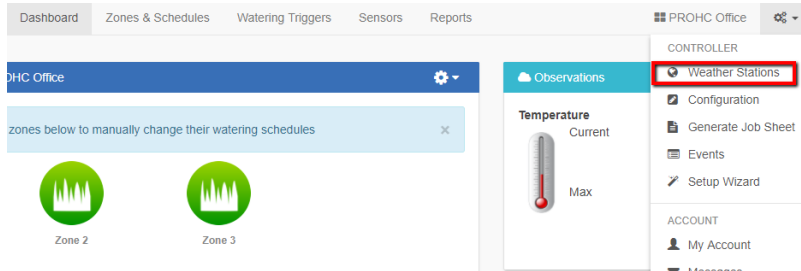 Dashboard Zones & Schedules Watering Triggers Sensors Reports PROHC Office
CONTROLLER
Weather Stations
Configuration
Generate Job Sheet
Events
Setup Wizard
ACCOUNT
My Account
Office
zones below to manually change their watering schedules ×
Zone 2 Zone 3
Observations
Temperature
Current
Max